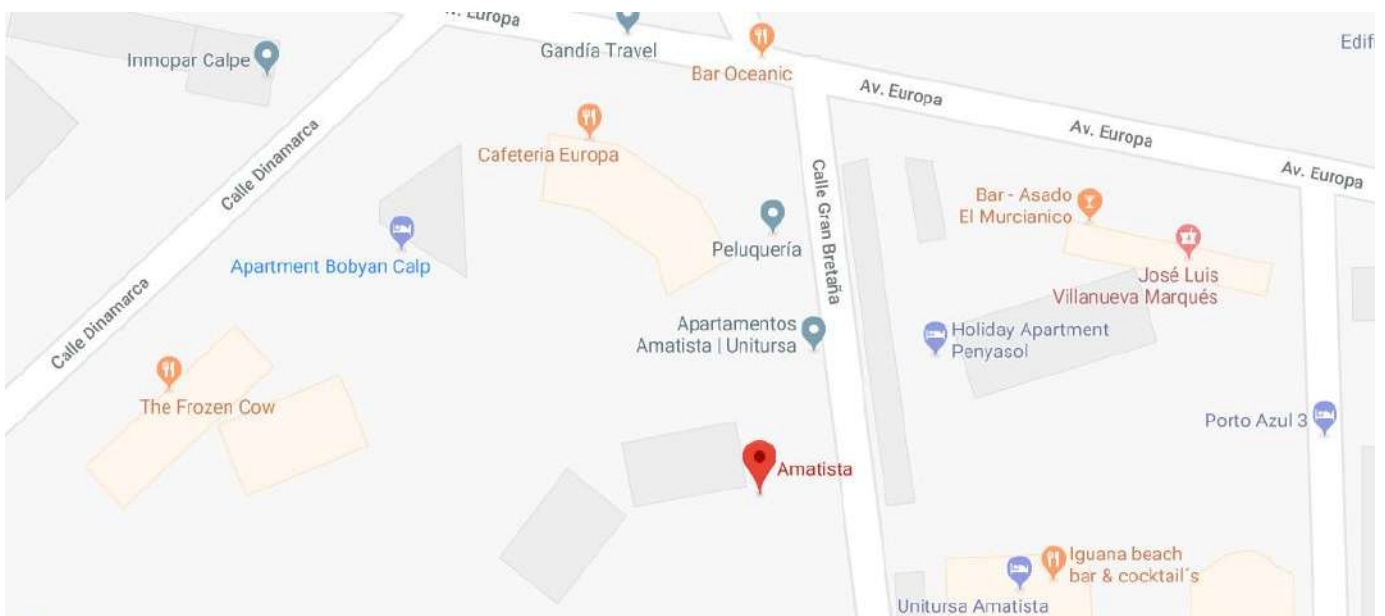 Av. Europa
Inmopar Calpe
Gandía Travel
Bar Oceanic
Edifi
Av. Europa
Av. Europa
Av. Europa
Calle Dinamarca
Cafeteria Europa
Calle Gran Bretaña
Bar - Asado
El Murcianico
Peluquería
Apartment Bobyan Calp
José Luis
Villanueva Marqués
Calle Dinamarca
Apartamentos
Amatista | Unitursa
Holiday Apartment
Penyasol
The Frozen Cow
Porto Azul 3
Amatista
Iguana beach
bar & cocktail´s
Unitursa Amatista